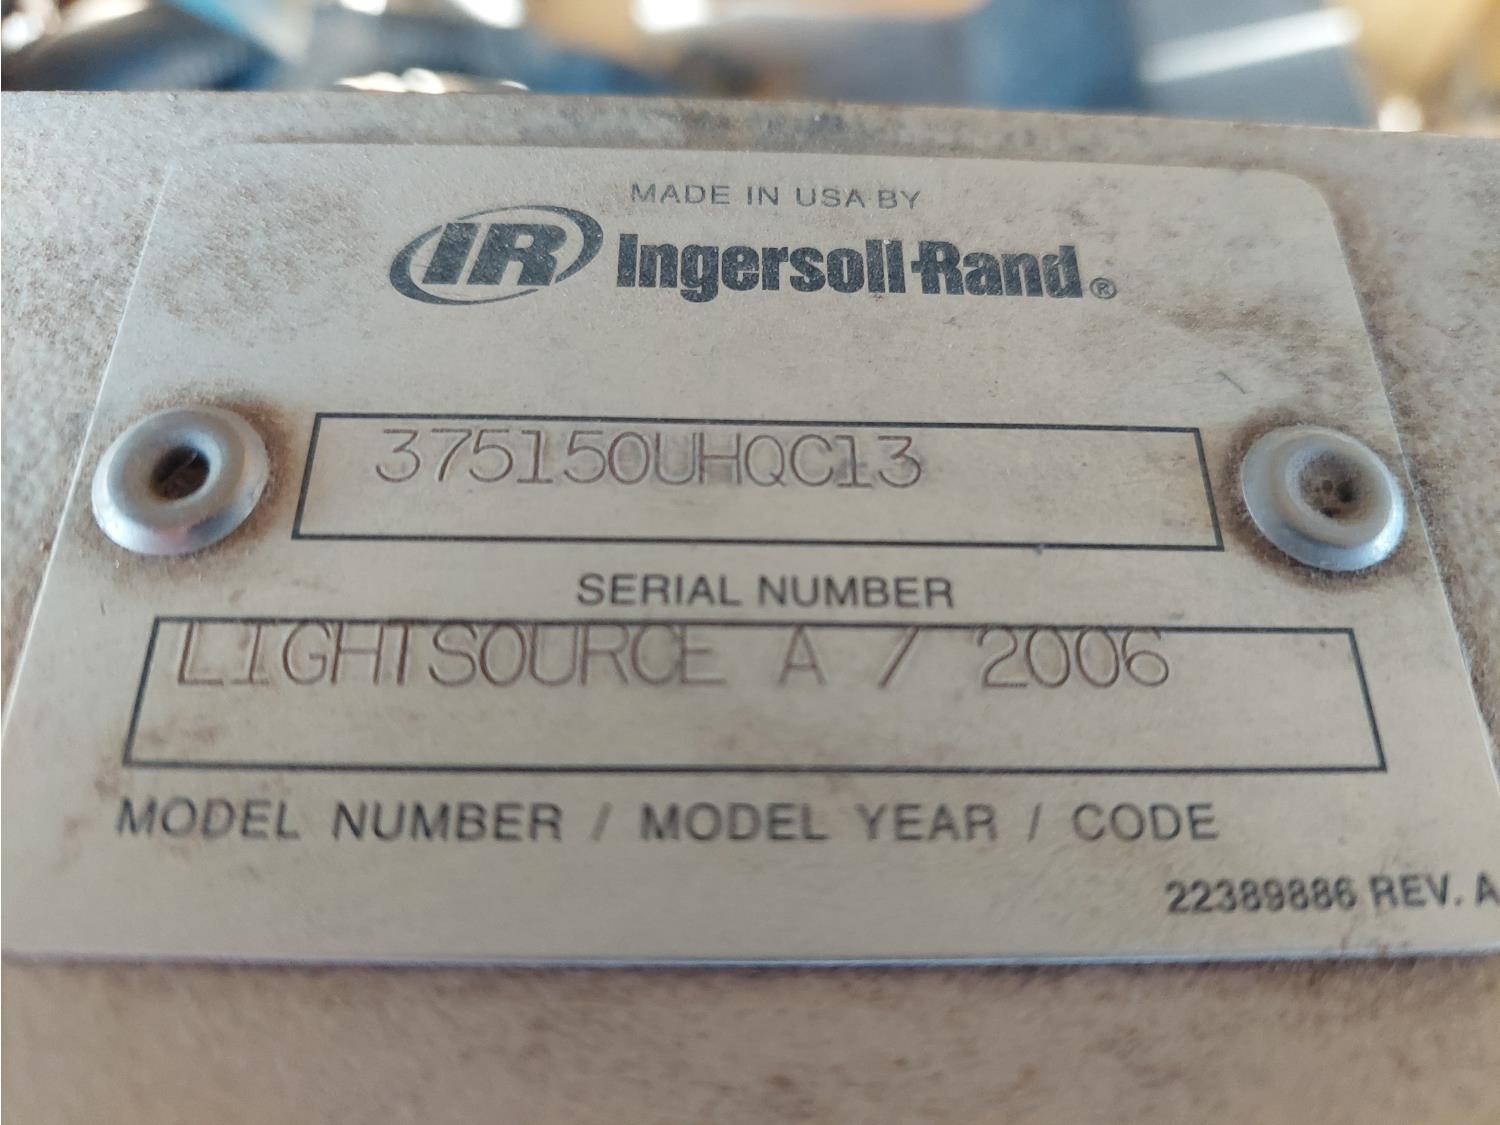 MADE IN USA BY
IR Ingersoll-Rand®
375150UHQC13
SERIAL NUMBER
LIGHTSOURCE A / 2006
MODEL NUMBER / MODEL YEAR / CODE
22389886 REV. A